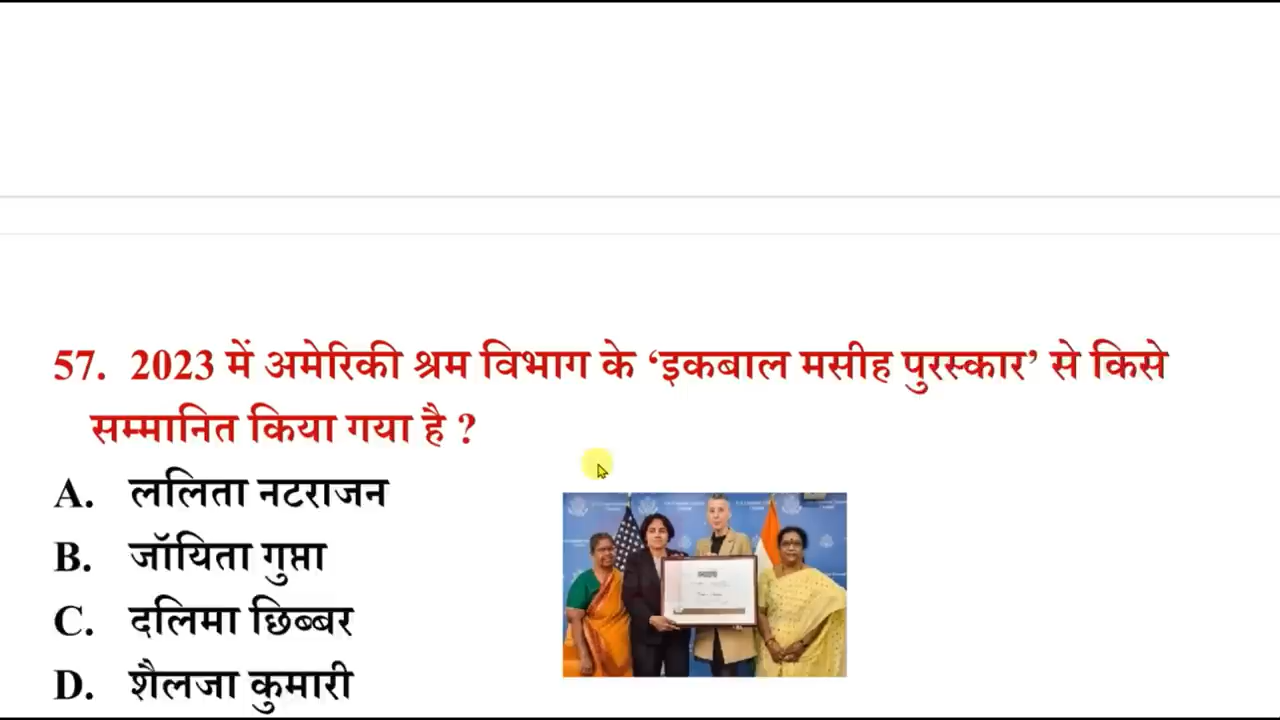 57. 2023 में अमेरिकी श्रम विभाग के ‘इकबाल मसीह पुरस्कार’ से किसे
सम्मानित किया गया है ?
A. ललिता नटराजन
B. जॉयिता गुप्ता
C. दलिमा छिब्बर
D. शैलजा कुमारी